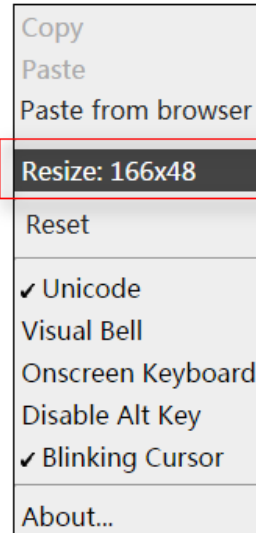 Copy
Paste
Paste from browser
Resize: 166x48
Reset
✔ Unicode
Visual Bell
Onscreen Keyboard
Disable Alt Key
✔ Blinking Cursor
About...